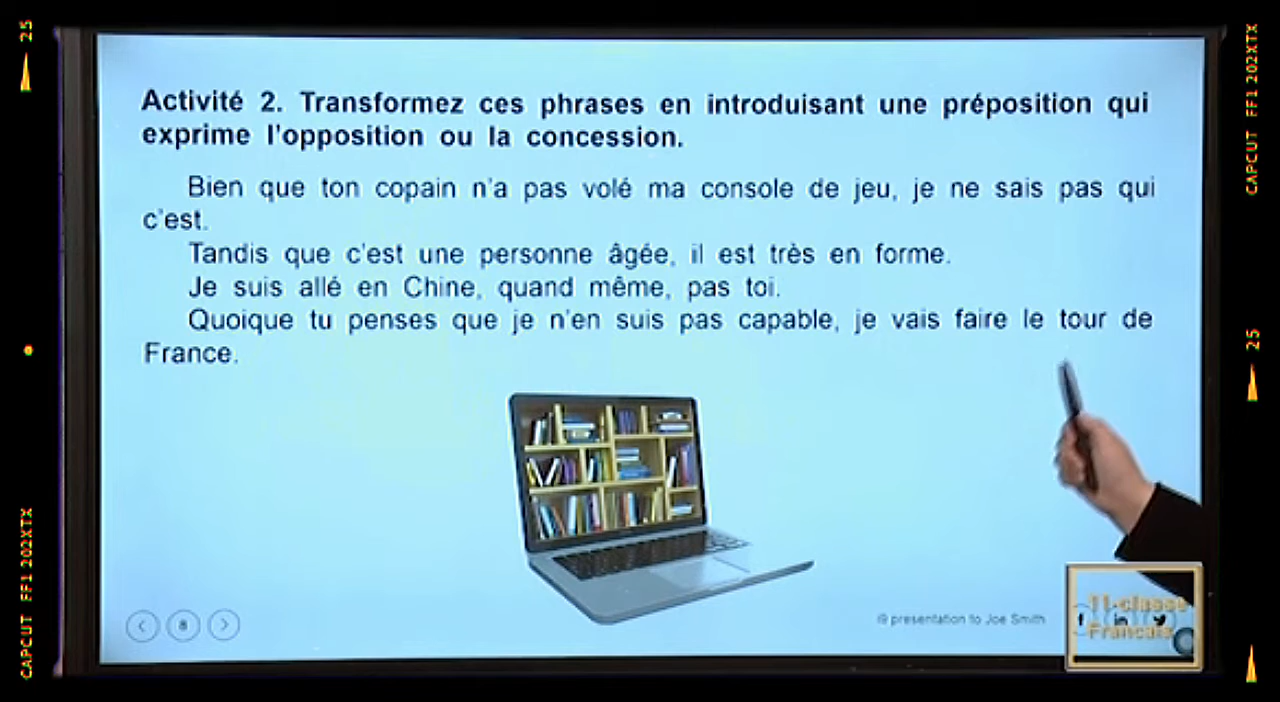 Activité 2. Transformez ces phrases en introduisant une préposition qui
exprime l'opposition ou la concession.
Bien que ton copain n'a pas volé ma console de jeu, je ne sais pas qui
c'est.
Tandis que c'est une personne âgée, il est très en forme.
Je suis allé en Chine, quand même, pas toi.
Quoique tu penses que je n'en suis pas capable, je vais faire le tour de
France.
8
presentation to Joe Smith
11-classe
Francais
25
CAPCUT FF1 202XTX
CAPCUT FF1 202XTX
25